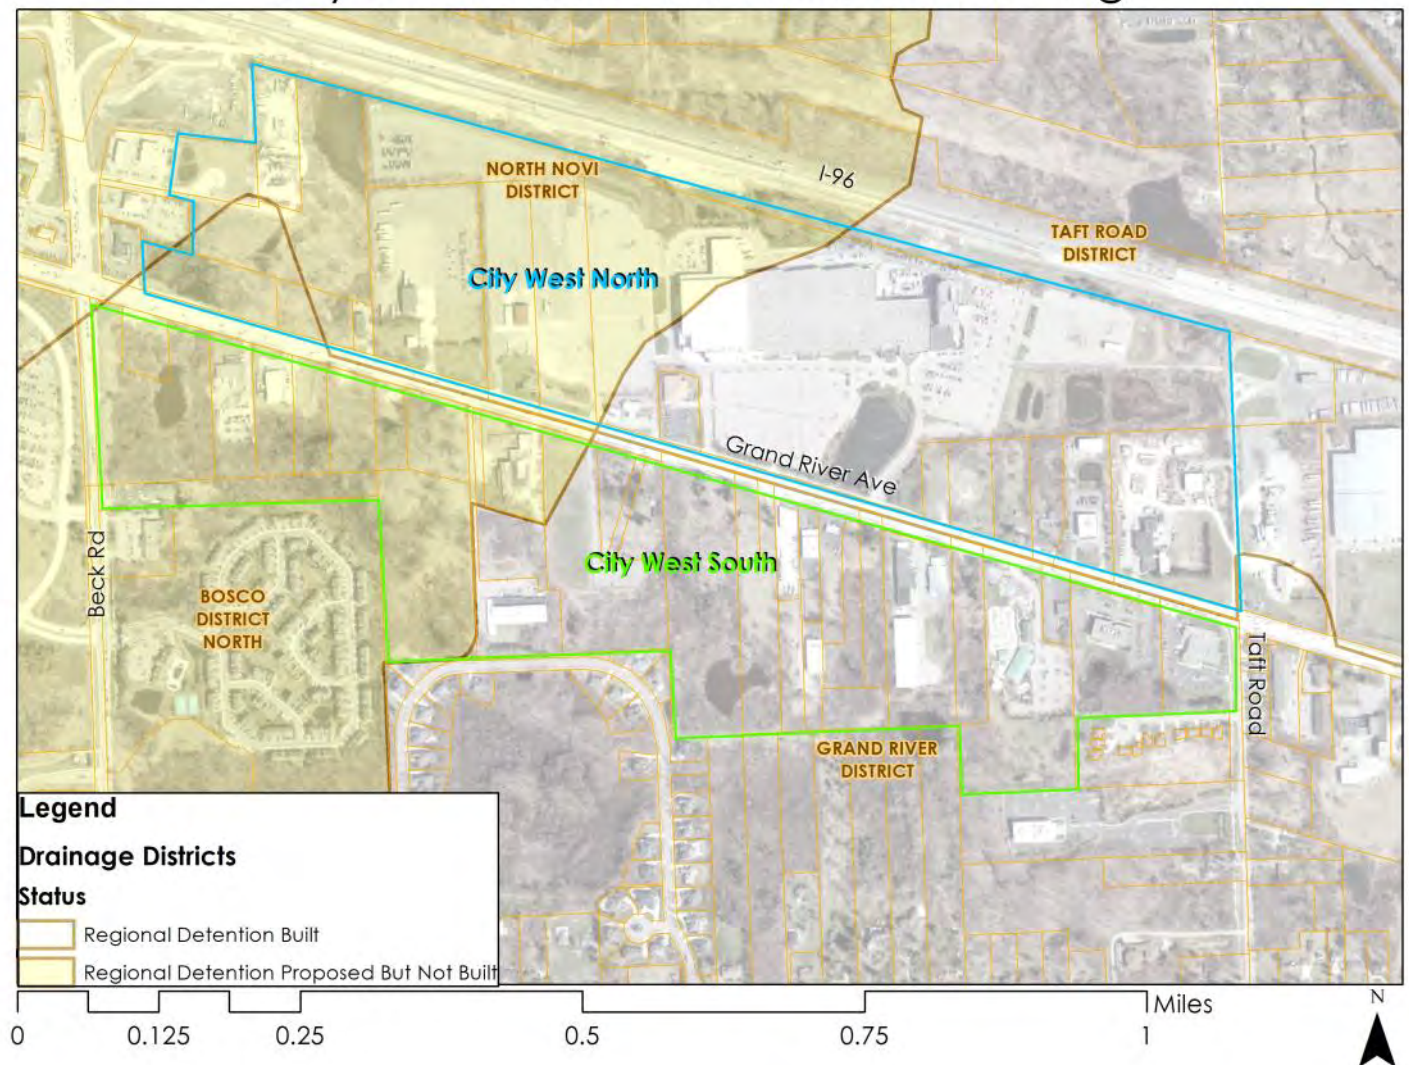 NORTH NOVI
DISTRICT
I-96
TAFT ROAD
DISTRICT
City West North
Grand River Ave
City West South
Beck Rd
BOSCO
DISTRICT
NORTH
Taft Road
GRAND RIVER
DISTRICT
Legend
Drainage Districts
Status
Regional Detention Built
Regional Detention Proposed But Not Built
Miles
N
0 0.125 0.25 0.5 0.75 1